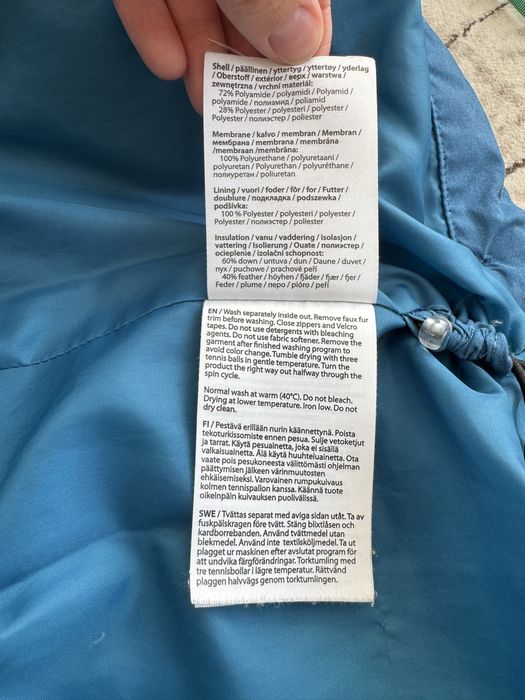 Shell / päällinen / yttertyg / yttertøy / yderlag
/ Oberstoff / extérior / верх / warstwa /
zewnętrzna / vrchní materiál:
72% Polyamide / polyamidi / Polyamid /
polyamide / полиамид / poliamid
28% Polyester / polyesteri / polyester /
Polyester / полиэстер / poliester
Membrane / kalvo / membran / Membran /
мембрана / membrana / membrána
/membraan /membrane:
100% Polyurethane / polyuretaani /
polyuretan / Polyurethan / polyuréthane /
полиуретан / poliuretan
Lining / vuori / foder / fôr / for / Futter /
doublure / подкладка / podszewka /
podšívka:
100 % Polyester / polyesteri / polyester /
Polyester / полиэстер / poliester
Insulation / vanu / vaddering / isolasjon /
vattering / Isolierung / Ouate / полиэстер /
ocieplenie / izolační schopnost:
60% down / untuva / dun / Daune / duvet /
пух / puchowe / prachové peří
40% feather / höyhen / fjäder / fjær / fjer /
Feder / plume / перо / pióro / peří
EN / Wash separately inside out. Remove faux fur
trim before washing. Close zippers and Velcro
tapes. Do not use detergents with bleaching
agents. Do not use fabric softener. Remove the
garment after finished washing program to
avoid color change. Tumble drying with three
tennis balls in gentle temperature. Turn the
product the right way out halfway through the
spin cycle.
Normal wash at warm (40°C). Do not bleach.
Drying at lower temperature. Iron low. Do not
dry clean.
FI / Pestävä erillään nurin käännettynä. Poista
tekoturkissomiste ennen pesua. Sulje vetoketjut
ja tarrat. Käytä pesuainetta, joka ei sisällä
valkaisuainetta. Älä käytä huuhteluainetta. Ota
vaate pois pesukoneesta välittömästi ohjelman
päättymisen jälkeen värinmuutosten
ehkäisemiseksi. Varovainen rumpukuivaus
kolmen tennispallon kanssa. Käännä tuote
oikeinpäin kuivauksen puolivälissä.
SWE / Tvättas separat med aviga sidan utåt. Ta av
fuskpälskragen före tvätt. Stäng blixtlåsen och
kardborrebanden. Använd tvättmedel utan
blekmedel. Använd inte textilsköljmedel. Ta ut
plagget ur maskinen efter avslutat program för
att undvika färgförändringar. Torktumling med
tre tennisbollar i lägre temperatur. Rättvänd
plaggen halvvägs genom torktumlingen.